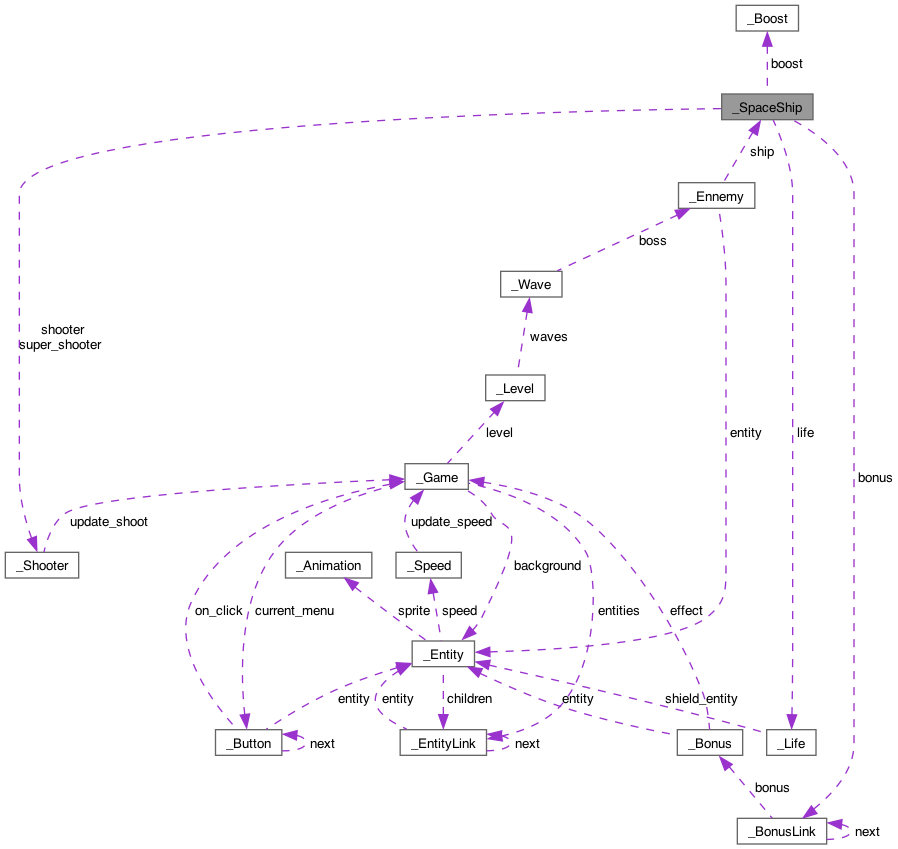 _Boost
boost
_SpaceShip
ship
_Ennemy
boss
_Wave
shooter
super_shooter
waves
_Level
level
entity
life
bonus
_Game
update_shoot
update_speed
_Shooter
_Animation
_Speed
background
on_click
current_menu
sprite
speed
entities
effect
_Entity
entity
entity
children
entity
shield_entity
_Button
next
_EntityLink
next
_Bonus
_Life
bonus
_BonusLink
next